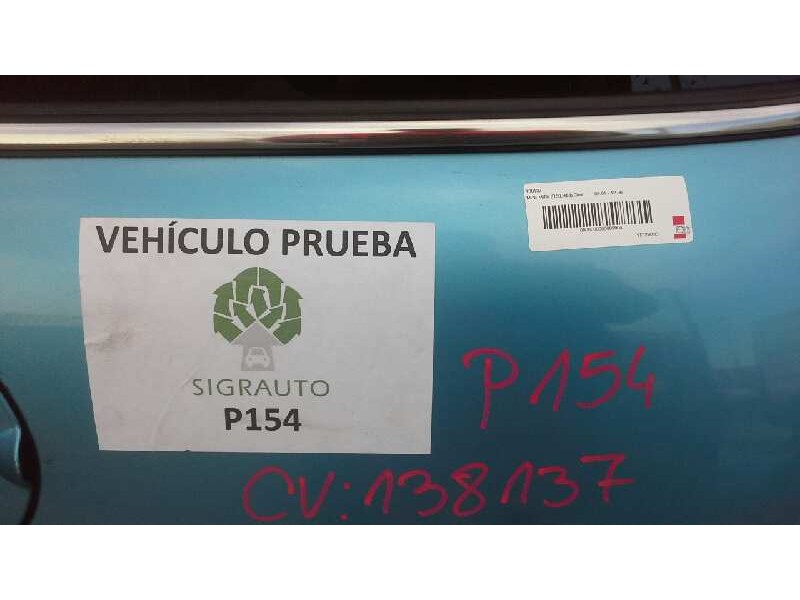 VEHÍCULO PRUEBA
SIGRAUTO
P154
P154
CV: 138137